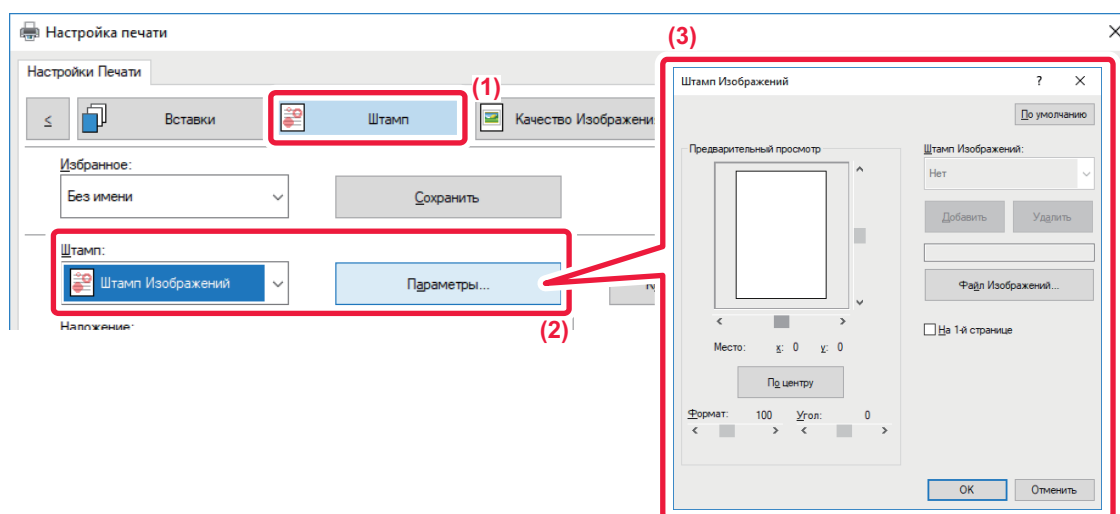 Настройка печати
Настройки Печати
(1)
≤
Вставки
Штамп
Качество Изображения
Избранное:
Без имени
Сохранить
Штамп:
Штамп Изображений
Параметры...
(2)
Наложение:
(3)
Штамп Изображений
?
По умолчанию
Предварительный просмотр
Штамп Изображений:
Нет
Добавить
Удалить
Файл Изображений...
На 1-й странице
Место: x: 0 y: 0
По центру
Формат: 100 Угол: 0
OK
Отменить